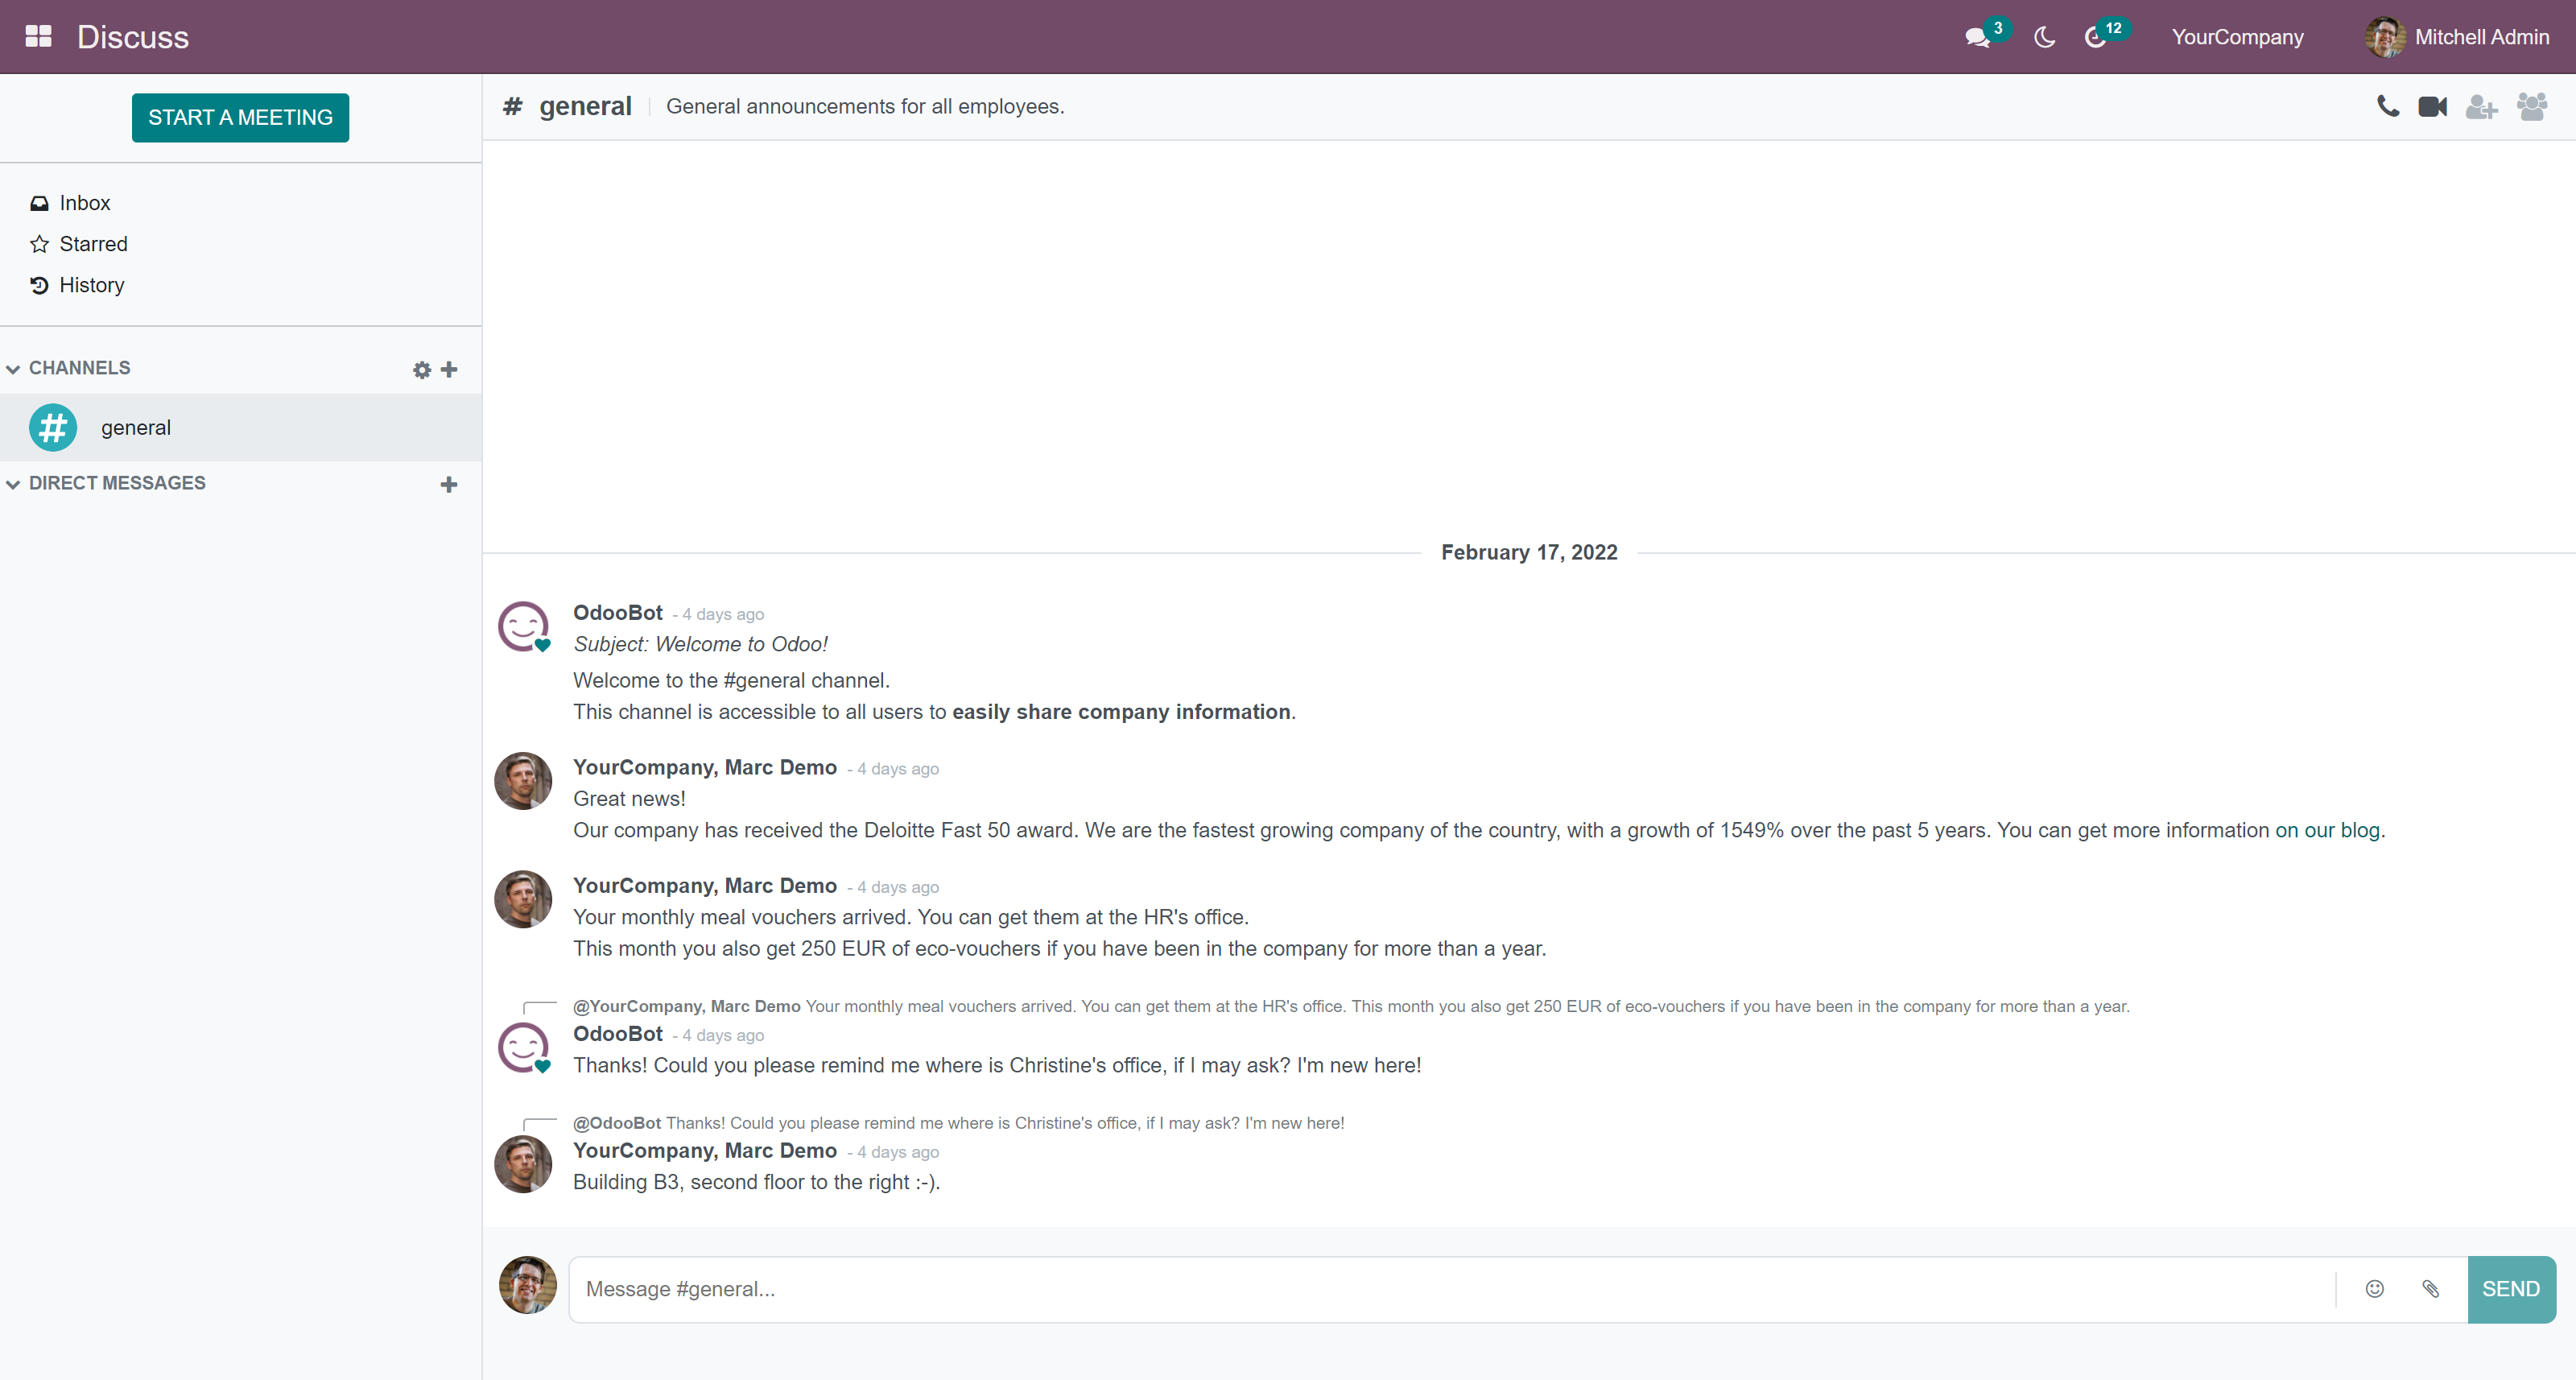 Discuss
3
12
YourCompany
Mitchell Admin
START A MEETING
Inbox
Starred
History
CHANNELS
# general
DIRECT MESSAGES
# general
General announcements for all employees.
February 17, 2022
OdooBot - 4 days ago
Subject: Welcome to Odoo!
Welcome to the #general channel.
This channel is accessible to all users to easily share company information.
YourCompany, Marc Demo - 4 days ago
Great news!
Our company has received the Deloitte Fast 50 award. We are the fastest growing company of the country, with a growth of 1549% over the past 5 years. You can get more information on our blog.
YourCompany, Marc Demo - 4 days ago
Your monthly meal vouchers arrived. You can get them at the HR's office.
This month you also get 250 EUR of eco-vouchers if you have been in the company for more than a year.
@YourCompany, Marc Demo Your monthly meal vouchers arrived. You can get them at the HR's office. This month you also get 250 EUR of eco-vouchers if you have been in the company for more than a year.
OdooBot - 4 days ago
Thanks! Could you please remind me where is Christine's office, if I may ask? I'm new here!
@OdooBot Thanks! Could you please remind me where is Christine's office, if I may ask? I'm new here!
YourCompany, Marc Demo - 4 days ago
Building B3, second floor to the right :-).
Message #general...
SEND